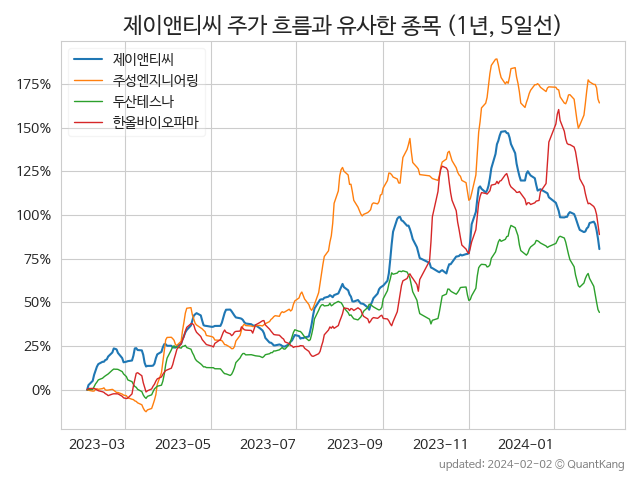 제이앤티씨 주가 흐름과 유사한 종목 (1년, 5일선)
제이앤티씨
주성엔지니어링
두산테스나
한올바이오파마
175%
150%
125%
100%
75%
50%
25%
0%
2023-03 2023-05 2023-07 2023-09 2023-11 2024-01
updated: 2024-02-02 © QuantKang